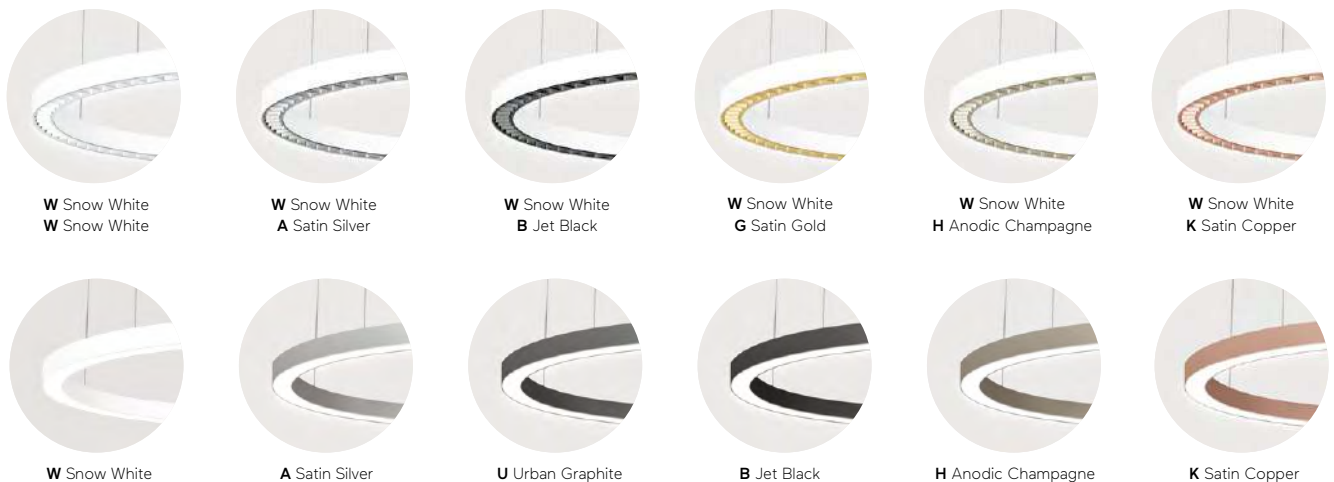 W Snow White
W Snow White
W Snow White
A Satin Silver
W Snow White
B Jet Black
W Snow White
G Satin Gold
W Snow White
H Anodic Champagne
W Snow White
K Satin Copper
W Snow White
A Satin Silver
U Urban Graphite
B Jet Black
H Anodic Champagne
K Satin Copper